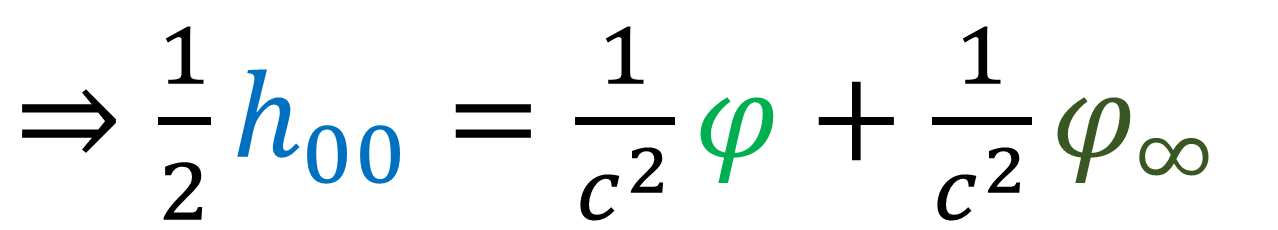 ⇒ 1/2 h₀₀ = 1/c² φ + 1/c² φ∞